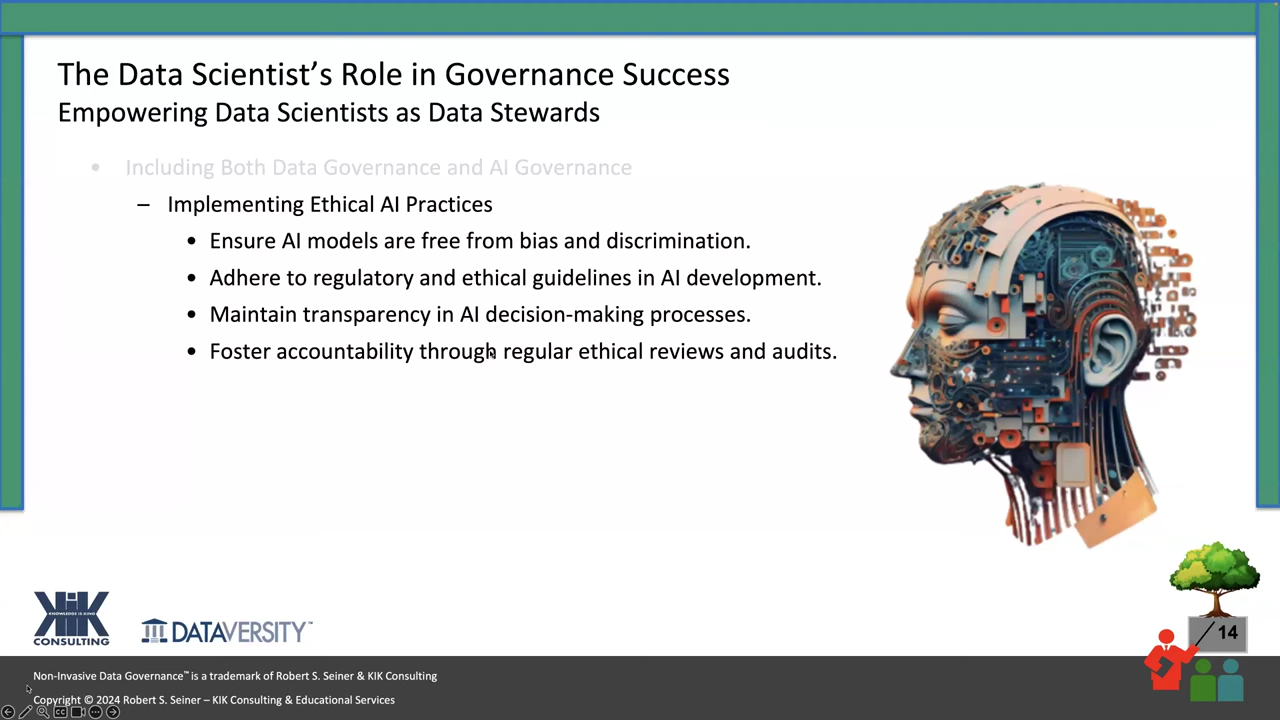 The Data Scientist's Role in Governance Success
Empowering Data Scientists as Data Stewards
• Including Both Data Governance and AI Governance
– Implementing Ethical AI Practices
• Ensure AI models are free from bias and discrimination.
• Adhere to regulatory and ethical guidelines in AI development.
• Maintain transparency in AI decision-making processes.
• Foster accountability through regular ethical reviews and audits.
KIK
KNOWLEDGE IS KING
CONSULTING
DATAVERSITY™
14
Non-Invasive Data Governance™ is a trademark of Robert S. Seiner & KIK Consulting
Copyright © 2024 Robert S. Seiner – KIK Consulting & Educational Services